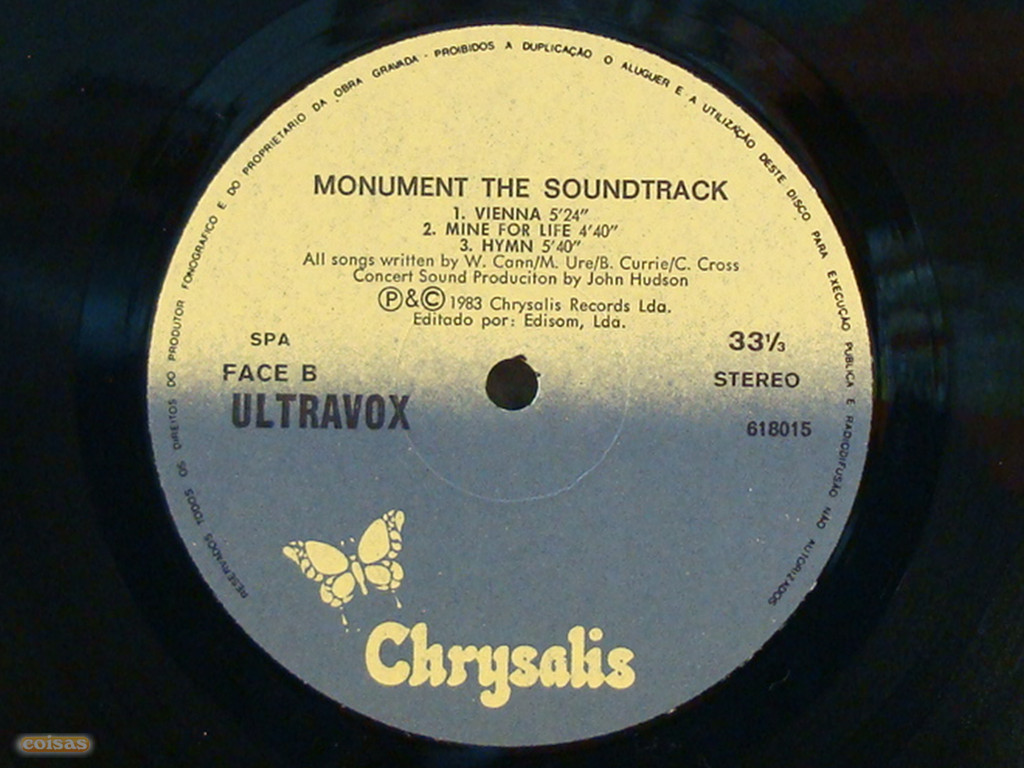 RESERVADOS TODOS OS DIREITOS DO PRODUTOR FONOGRAFICO E DO PROPRIETARIO DA OBRA GRAVADA - PROIBIDOS A DUPLICAÇÃO O ALUGUER E A UTILIZAÇÃO DESTE DISCO PARA EXECUÇÃO PUBLICA E RADIODIFUSÃO NÃO AUTORIZADOS
MONUMENT THE SOUNDTRACK
1. VIENNA 5'24"
2. MINE FOR LIFE 4'40"
3. HYMN 5'40"
All songs written by W. Cann/M. Ure/B. Currie/C. Cross
Concert Sound Produciton by John Hudson
Ⓟ&© 1983 Chrysalis Records Lda.
Editado por: Edisom, Lda.
SPA
33⅓
FACE B
STEREO
ULTRAVOX
618015
Chrysalis
coisas